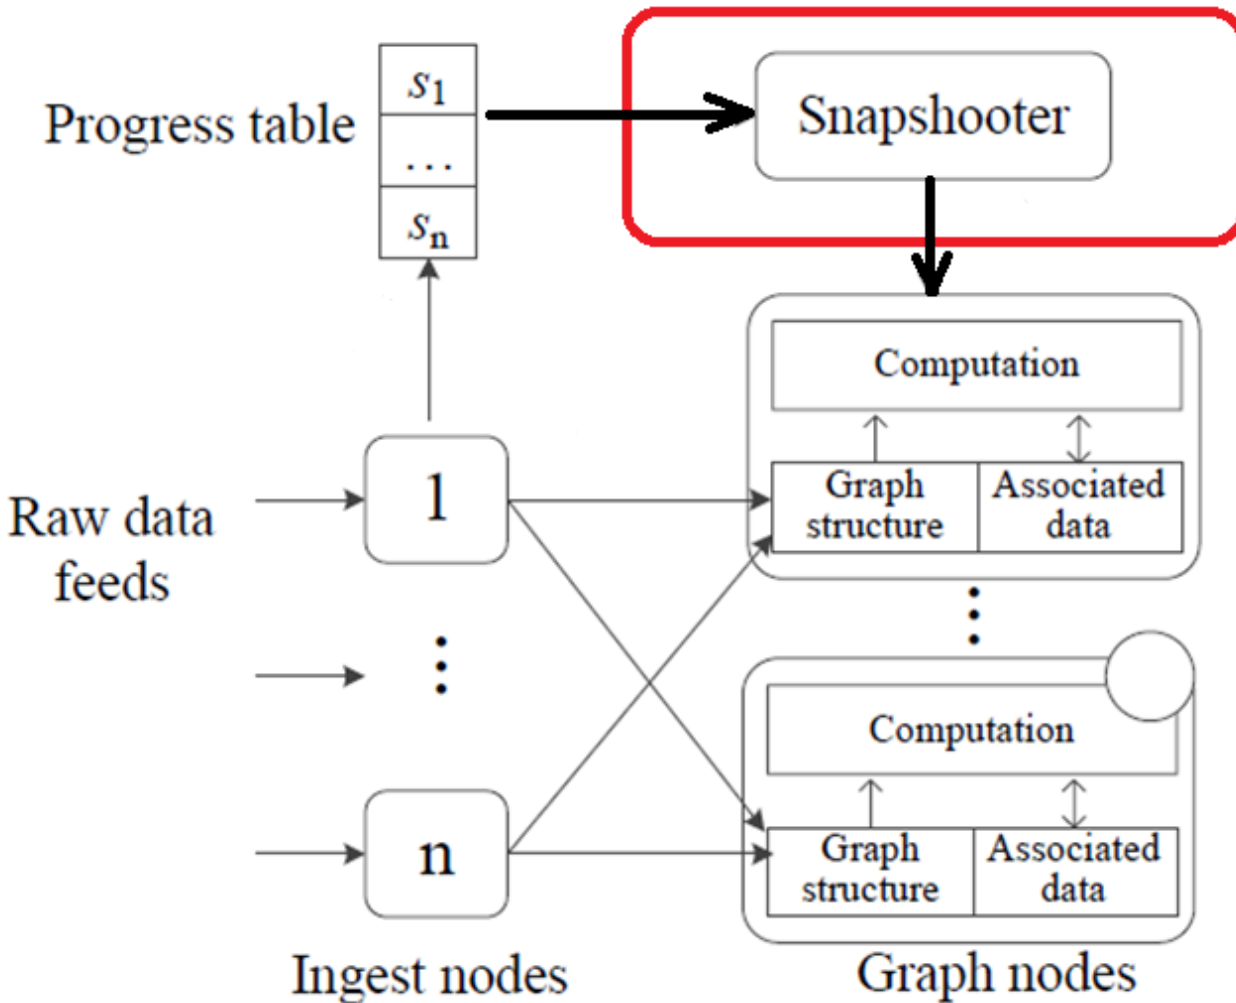 Progress table
s1
...
sn
Snapshooter
Computation
Graph structure
Associated data
Raw data feeds
1
n
Computation
Graph structure
Associated data
Ingest nodes
Graph nodes